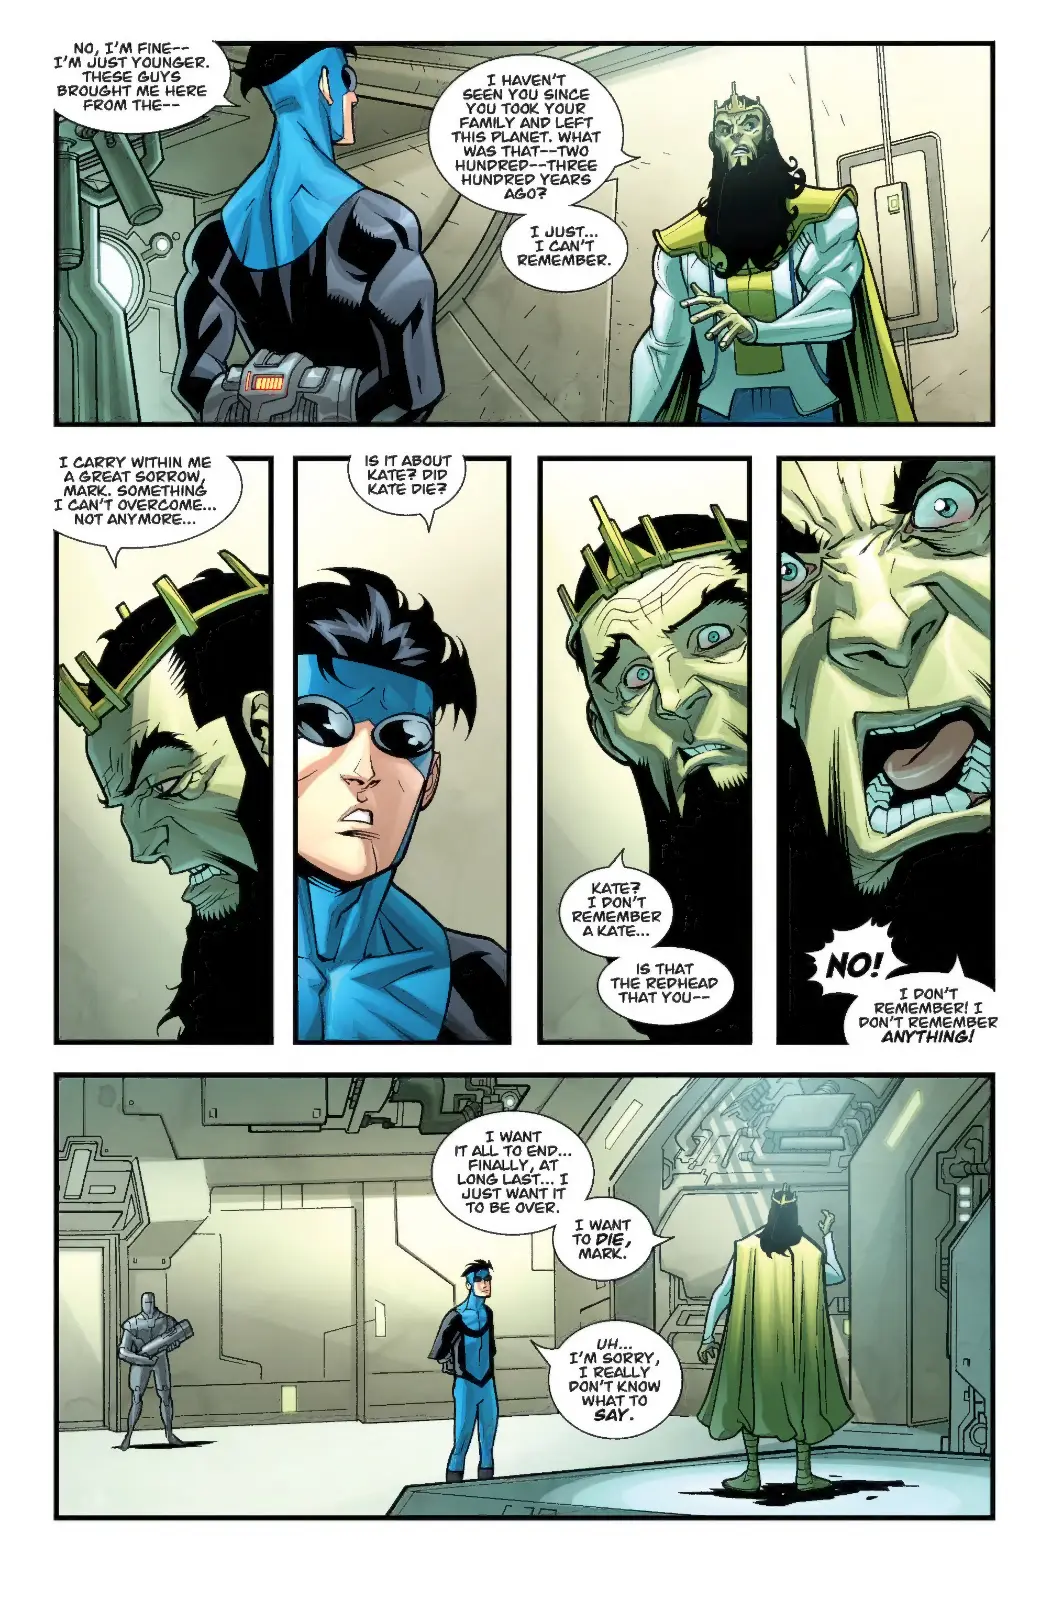 NO, I'M FINE--
I'M JUST YOUNGER.
THESE GUYS
BROUGHT ME HERE
FROM THE--
I HAVEN'T
SEEN YOU SINCE
YOU TOOK YOUR
FAMILY AND LEFT
THIS PLANET. WHAT
WAS THAT--TWO
HUNDRED--THREE
HUNDRED YEARS
AGO?
I JUST...
I CAN'T
REMEMBER.
I CARRY WITHIN ME
A GREAT SORROW,
MARK. SOMETHING
I CAN'T OVERCOME...
NOT ANYMORE...
IS IT ABOUT
KATE? DID
KATE DIE?
KATE?
I DON'T
REMEMBER
A KATE...
IS THAT
THE REDHEAD
THAT YOU--
NO!
I DON'T
REMEMBER! I
DON'T REMEMBER
ANYTHING!
I WANT
IT ALL TO END...
FINALLY, AT
LONG LAST... I
JUST WANT IT
TO BE OVER.
I WANT
TO DIE,
MARK.
UH...
I'M SORRY,
I REALLY
DON'T KNOW
WHAT TO
SAY.